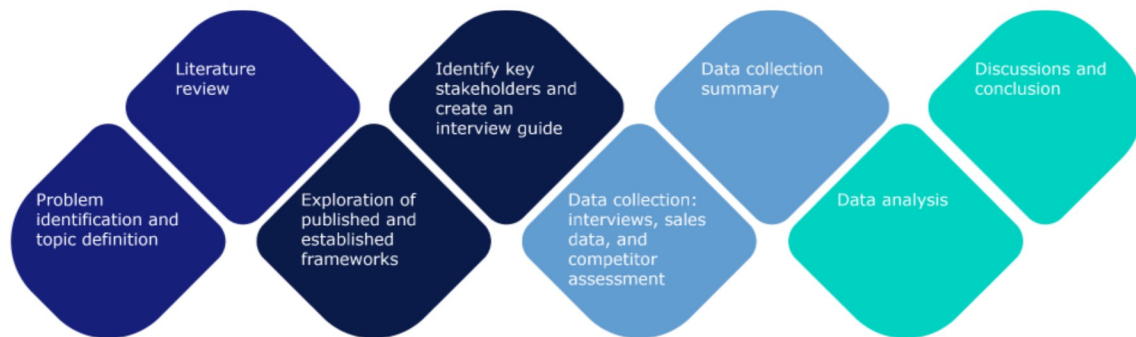 Problem
identification and
topic definition
Literature
review
Exploration of
published and
established
frameworks
Identify key
stakeholders and
create an
interview guide
Data collection:
interviews, sales
data, and
competitor
assessment
Data collection
summary
Data analysis
Discussions and
conclusion